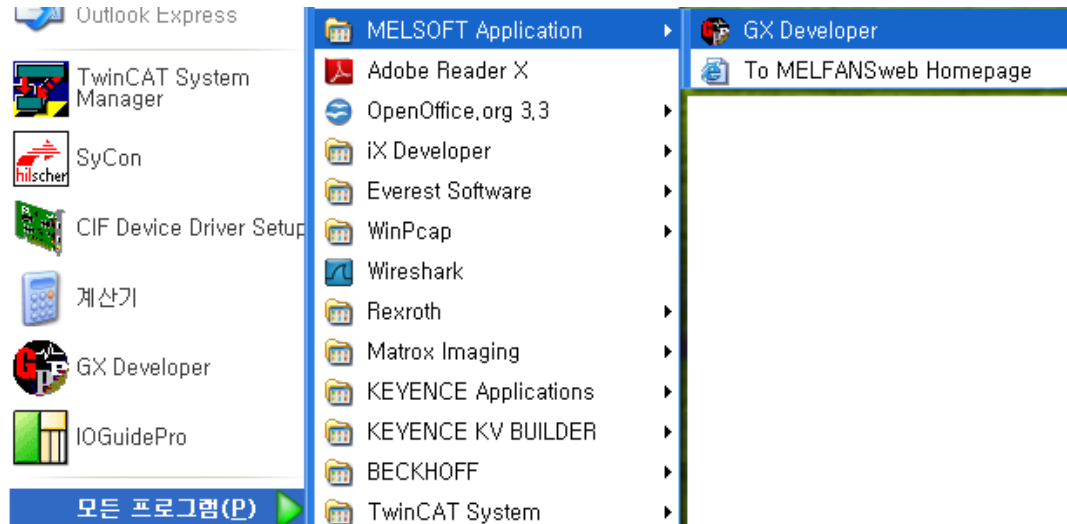 Outlook Express
TwinCAT System
Manager
SyCon
hilscher
CIF Device Driver Setup
계산기
GX Developer
IOGuidePro
모든 프로그램(P)
MELSOFT Application
Adobe Reader X
OpenOffice.org 3.3
iX Developer
Everest Software
WinPcap
Wireshark
Rexroth
Matrox Imaging
KEYENCE Applications
KEYENCE KV BUILDER
BECKHOFF
TwinCAT System
GX Developer
To MELFANSweb Homepage